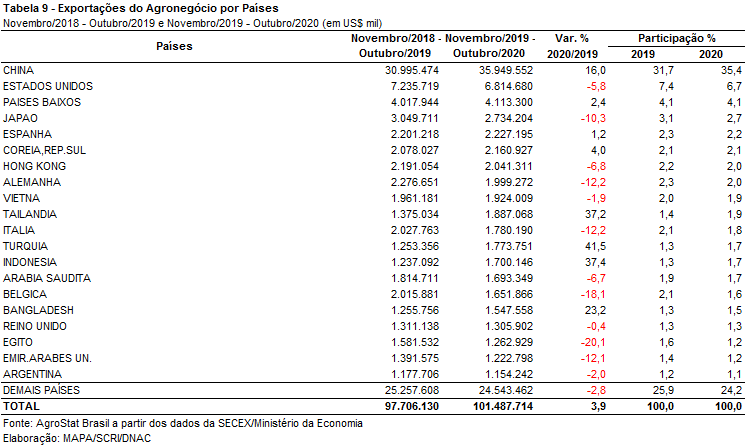 Tabela 9 - Exportações do Agronegócio por Países
Novembro/2018 - Outubro/2019 e Novembro/2019 - Outubro/2020 (em US$ mil)
Países Novembro/2018 - Outubro/2019 Novembro/2019 - Outubro/2020 Var. % 2020/2019 Participação % 2019 2020
CHINA 30.995.474 35.949.552 16,0 31,7 35,4
ESTADOS UNIDOS 7.235.719 6.814.680 -5,8 7,4 6,7
PAISES BAIXOS 4.017.944 4.113.300 2,4 4,1 4,1
JAPAO 3.049.711 2.734.204 -10,3 3,1 2,7
ESPANHA 2.201.218 2.227.195 1,2 2,3 2,2
COREIA,REP.SUL 2.078.027 2.160.927 4,0 2,1 2,1
HONG KONG 2.191.054 2.041.311 -6,8 2,2 2,0
ALEMANHA 2.276.651 1.999.272 -12,2 2,3 2,0
VIETNA 1.961.181 1.924.009 -1,9 2,0 1,9
TAILANDIA 1.375.034 1.887.068 37,2 1,4 1,9
ITALIA 2.027.763 1.780.190 -12,2 2,1 1,8
TURQUIA 1.253.356 1.773.751 41,5 1,3 1,7
INDONESIA 1.237.092 1.700.146 37,4 1,3 1,7
ARABIA SAUDITA 1.814.711 1.693.349 -6,7 1,9 1,7
BELGICA 2.015.881 1.651.866 -18,1 2,1 1,6
BANGLADESH 1.255.756 1.547.558 23,2 1,3 1,5
REINO UNIDO 1.311.138 1.305.902 -0,4 1,3 1,3
EGITO 1.581.532 1.262.929 -20,1 1,6 1,2
EMIR.ARABES UN. 1.391.575 1.222.798 -12,1 1,4 1,2
ARGENTINA 1.177.706 1.154.242 -2,0 1,2 1,1
DEMAIS PAÍSES 25.257.608 24.543.462 -2,8 25,9 24,2
TOTAL 97.706.130 101.487.714 3,9 100,0 100,0
Fonte: AgroStat Brasil a partir dos dados da SECEX/Ministério da Economia
Elaboração: MAPA/SCRI/DNAC